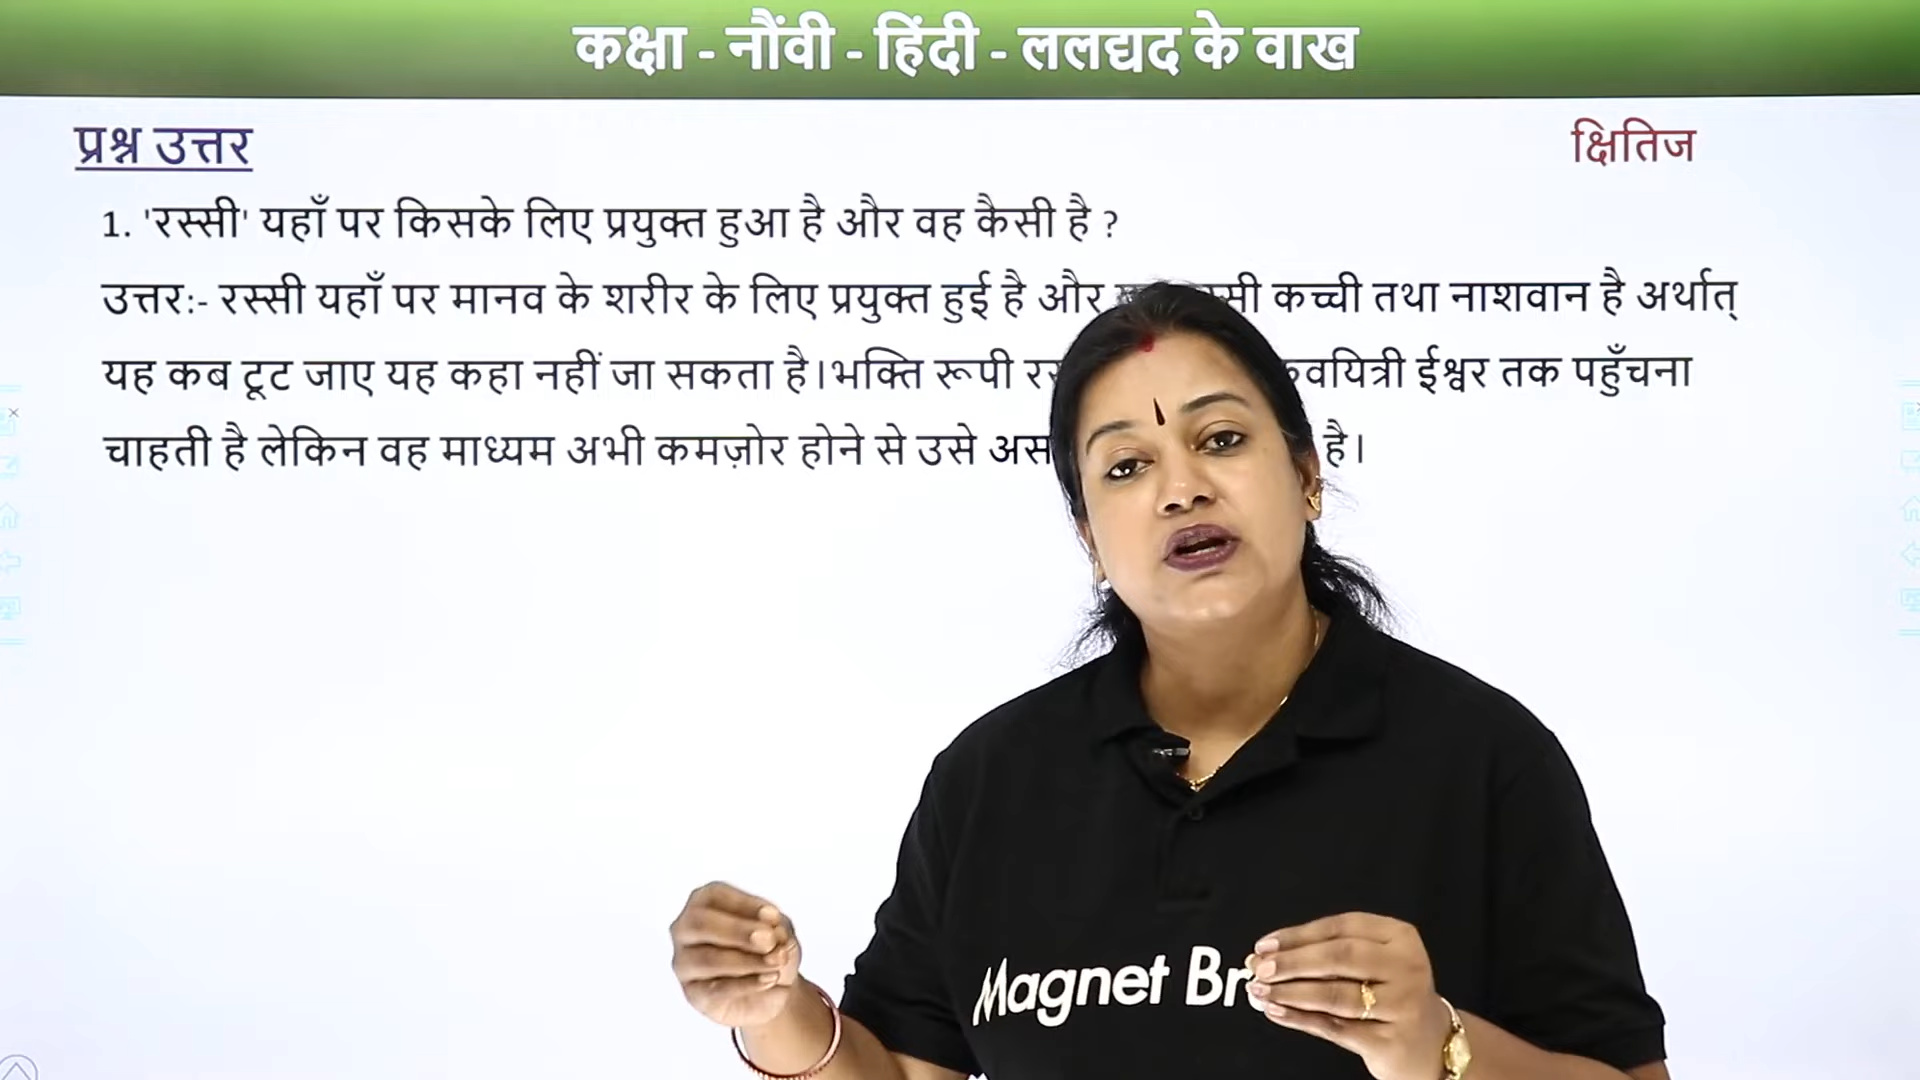 कक्षा - नौंवी - हिंदी - ललद्यद के वाख
प्रश्न उत्तर
क्षितिज
1. 'रस्सी' यहाँ पर किसके लिए प्रयुक्त हुआ है और वह कैसी है ?
उत्तर:- रस्सी यहाँ पर मानव के शरीर के लिए प्रयुक्त हुई है और कच्ची तथा नाशवान है अर्थात्
यह कब टूट जाए यह कहा नहीं जा सकता है।भक्ति रूपी कवयित्री ईश्वर तक पहुँचना
चाहती है लेकिन वह माध्यम अभी कमज़ोर होने से उसे है।
Magnet